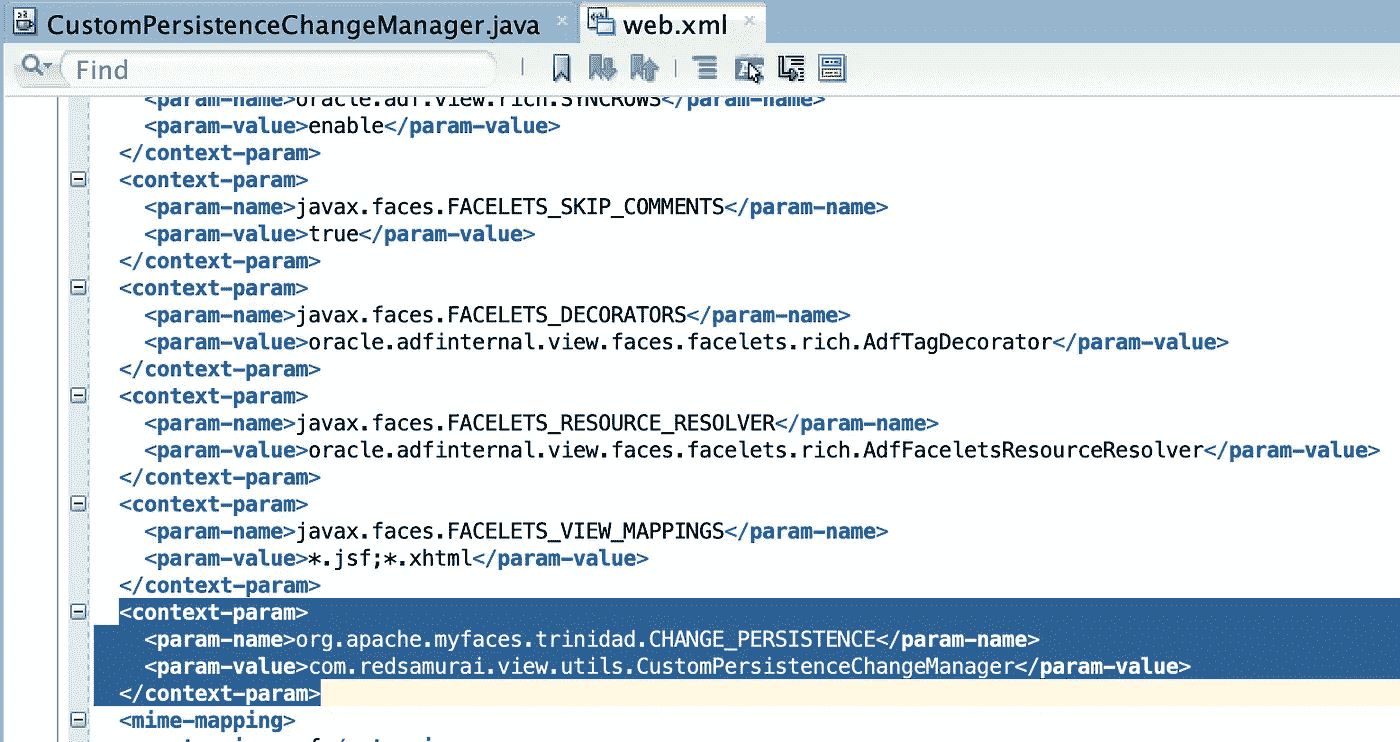 CustomPersistenceChangeManager.java
web.xml
Find
<param-name>oracle.adf.view.rich.SYNCROWS</param-name>
<param-value>enable</param-value>
</context-param>
<context-param>
<param-name>javax.faces.FACELETS_SKIP_COMMENTS</param-name>
<param-value>true</param-value>
</context-param>
<context-param>
<param-name>javax.faces.FACELETS_DECORATORS</param-name>
<param-value>oracle.adfinternal.view.faces.facelets.rich.AdfTagDecorator</param-value>
</context-param>
<context-param>
<param-name>javax.faces.FACELETS_RESOURCE_RESOLVER</param-name>
<param-value>oracle.adfinternal.view.faces.facelets.rich.AdfFaceletsResourceResolver</param-value>
</context-param>
<context-param>
<param-name>javax.faces.FACELETS_VIEW_MAPPINGS</param-name>
<param-value>*.jsf;*.xhtml</param-value>
</context-param>
<context-param>
<param-name>org.apache.myfaces.trinidad.CHANGE_PERSISTENCE</param-name>
<param-value>com.redsamurai.view.utils.CustomPersistenceChangeManager</param-value>
</context-param>
<mime-mapping>